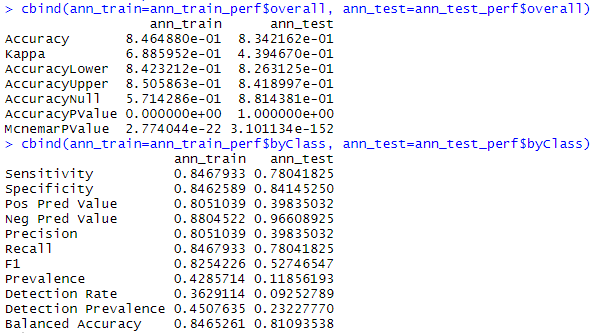 > cbind(ann_train=ann_train_perf$overall, ann_test=ann_test_perf$overall)
ann_train ann_test
Accuracy 8.464880e-01 8.342162e-01
Kappa 6.885952e-01 4.394670e-01
AccuracyLower 8.423212e-01 8.263125e-01
AccuracyUpper 8.505863e-01 8.418997e-01
AccuracyNull 5.714286e-01 8.814381e-01
AccuracyPValue 0.000000e+00 1.000000e+00
McnemarPValue 2.774044e-22 3.101134e-152
> cbind(ann_train=ann_train_perf$byClass, ann_test=ann_test_perf$byClass)
ann_train ann_test
Sensitivity 0.8467933 0.78041825
Specificity 0.8462589 0.84145250
Pos Pred Value 0.8051039 0.39835032
Neg Pred Value 0.8804522 0.96608925
Precision 0.8051039 0.39835032
Recall 0.8467933 0.78041825
F1 0.8254226 0.52746547
Prevalence 0.4285714 0.11856193
Detection Rate 0.3629114 0.09252789
Detection Prevalence 0.4507635 0.23227770
Balanced Accuracy 0.8465261 0.81093538